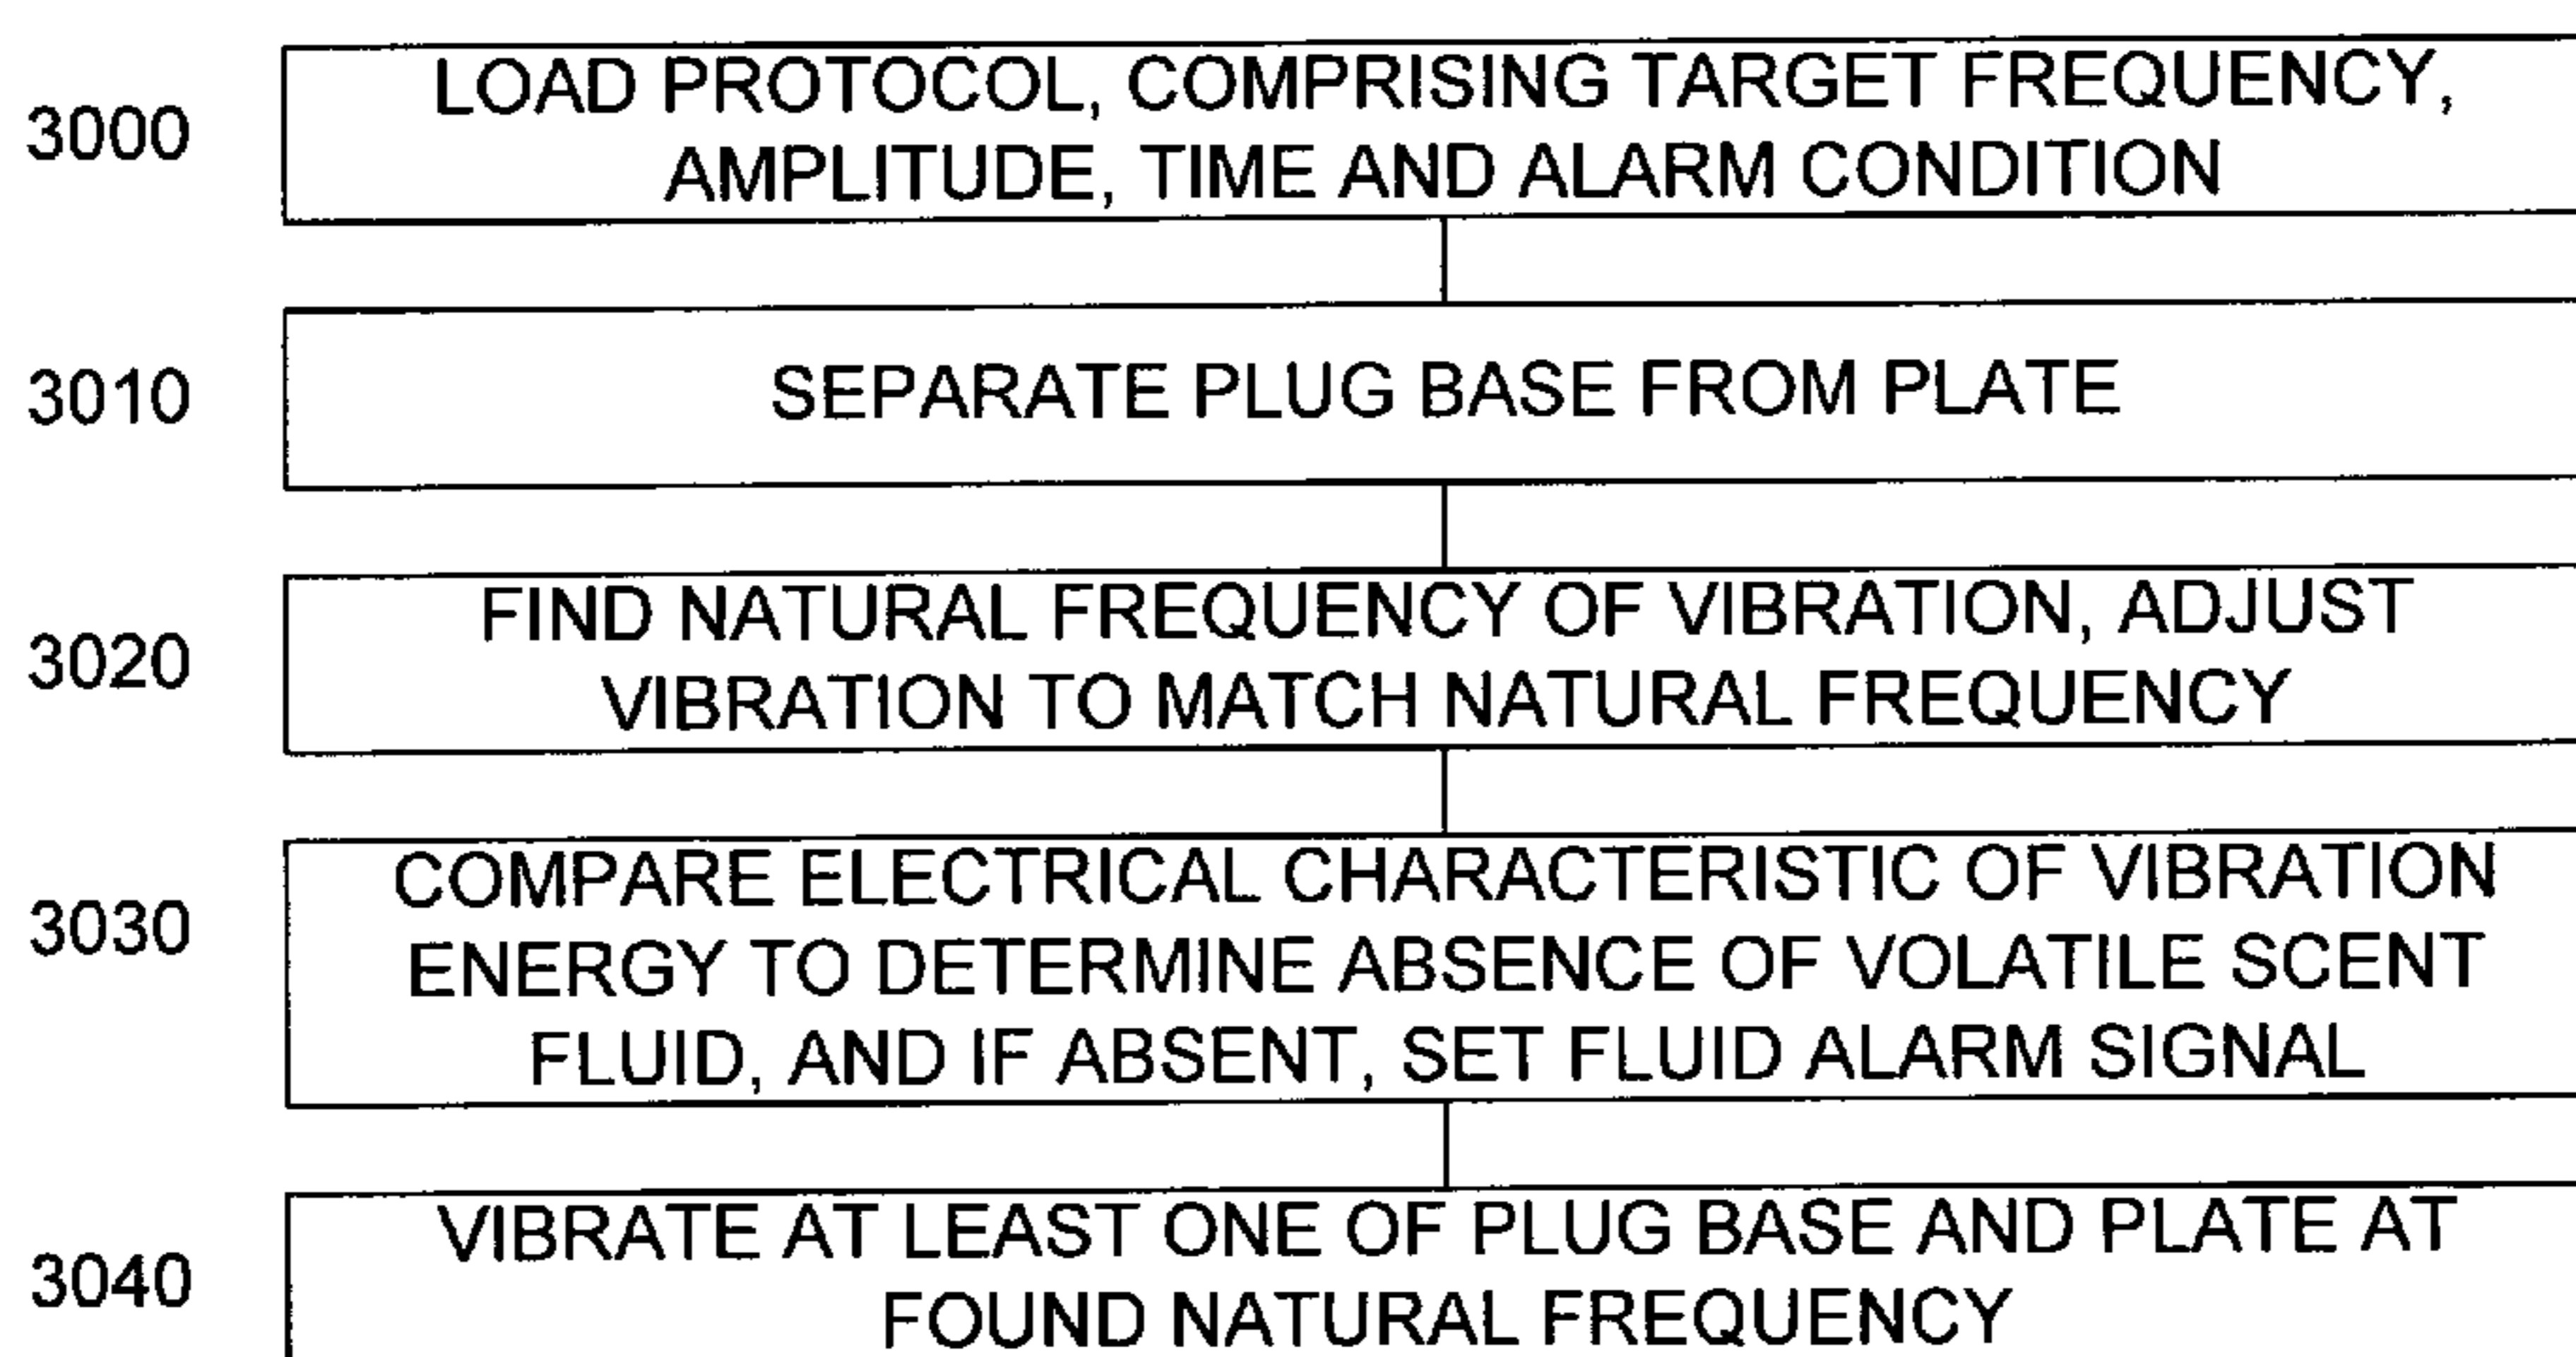 3000
LOAD PROTOCOL, COMPRISING TARGET FREQUENCY,
AMPLITUDE, TIME AND ALARM CONDITION
3010
SEPARATE PLUG BASE FROM PLATE
3020
FIND NATURAL FREQUENCY OF VIBRATION, ADJUST
VIBRATION TO MATCH NATURAL FREQUENCY
3030
COMPARE ELECTRICAL CHARACTERISTIC OF VIBRATION
ENERGY TO DETERMINE ABSENCE OF VOLATILE SCENT
FLUID, AND IF ABSENT, SET FLUID ALARM SIGNAL
3040
VIBRATE AT LEAST ONE OF PLUG BASE AND PLATE AT
FOUND NATURAL FREQUENCY